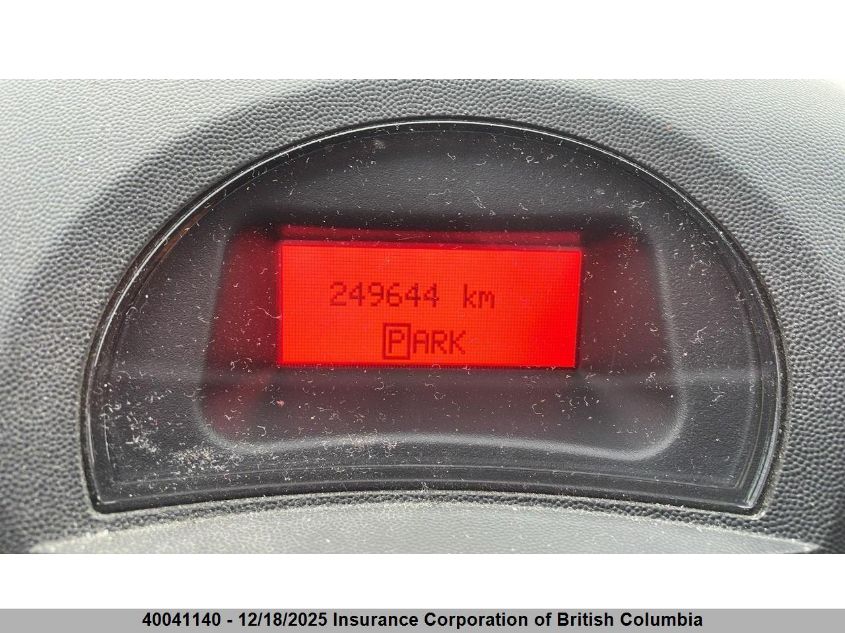 249644 km
PARK
40041140 - 12/18/2025 Insurance Corporation of British Columbia